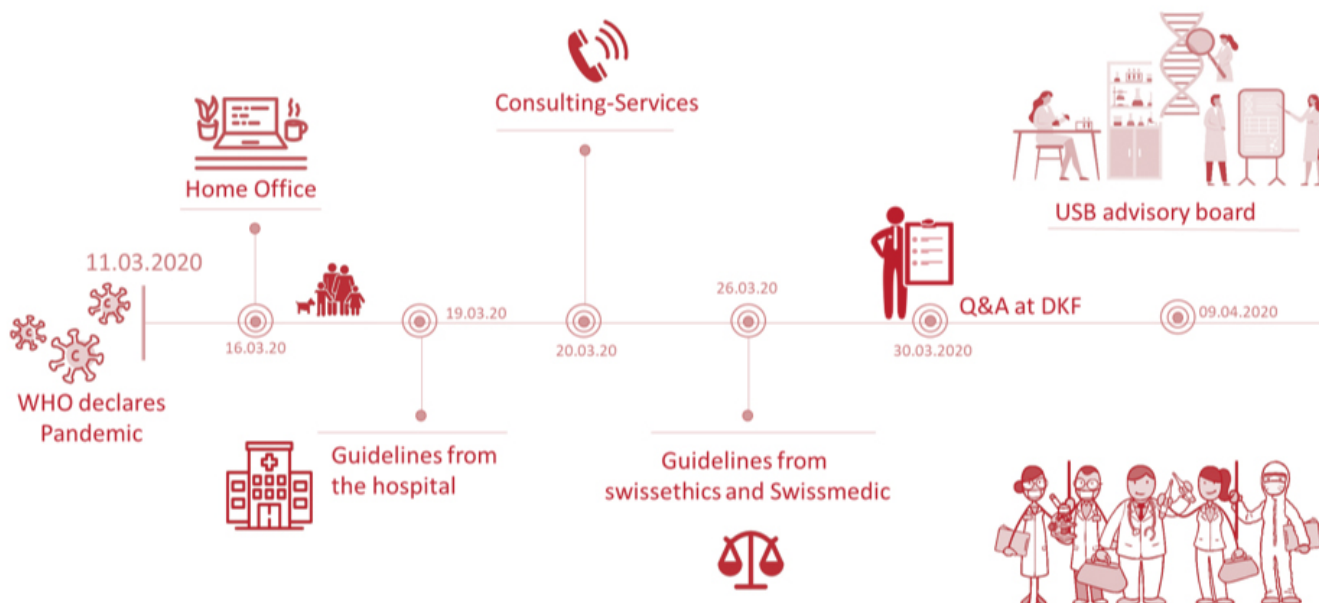 11.03.2020
WHO declares
Pandemic
Home Office
16.03.20
19.03.20
Guidelines from
the hospital
Consulting-Services
20.03.20
26.03.20
Guidelines from
swissethics and Swissmedic
Q&A at DKF
30.03.2020
USB advisory board
09.04.2020